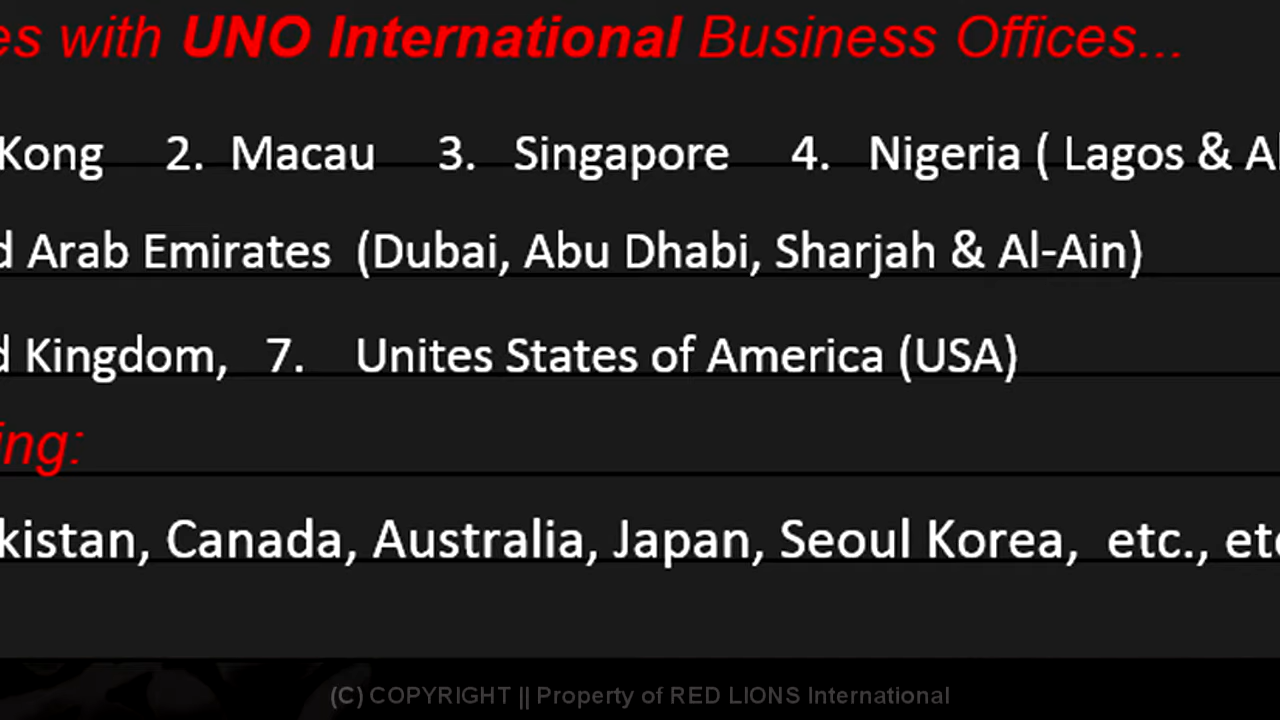 es with UNO International Business Offices...
Kong 2. Macau 3. Singapore 4. Nigeria ( Lagos & A
d Arab Emirates (Dubai, Abu Dhabi, Sharjah & Al-Ain)
d Kingdom, 7. Unites States of America (USA)
ing:
kistan, Canada, Australia, Japan, Seoul Korea, etc., etc
(C) COPYRIGHT || Property of RED LIONS International